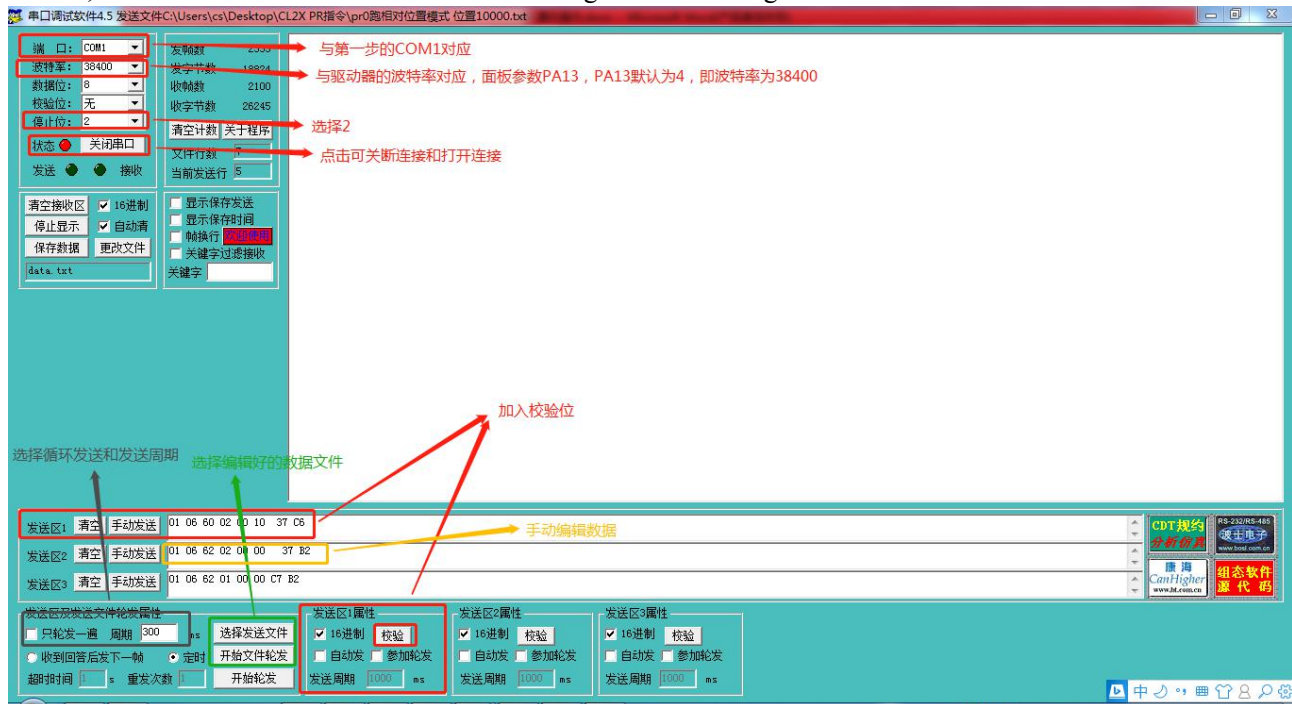 串口调试软件4.5 发送文件C:\Users\cs\Desktop\CL2X PR指令\pr0跑相对位置模式 位置10000.txt
端 口: COM1
发帧数 2353
与第一步的COM1对应
波特率: 38400
发字节数 18824
与驱动器的波特率对应，面板参数PA13，PA13默认为4，即波特率为38400
数据位: 8
收帧数 2100
校验位: 无
收字节数 26245
停止位: 2
清空计数 关于程序
选择2
状态 关闭串口
文件行数
点击可关断连接和打开连接
发送 接收
当前发送行 5
清空接收区 16进制
显示保存发送
停止显示 自动清
显示保存时间
帧换行 欢迎使用
保存数据 更改文件
关键字过滤接收
data.txt
关键字
加入校验位
选择循环发送和发送周期
选择编辑好的数据文件
发送区1 清空 手动发送 01 06 60 02 00 10 37 C6
手动编辑数据
发送区2 清空 手动发送 01 06 62 02 00 00 37 B2
发送区3 清空 手动发送 01 06 62 01 00 00 C7 B2
CDT规约
分析仿真
RS-232/RS-485
波士电子
www.bosi.com.cn
康海
CanHigher
组态软件
源代码
发送区及发送文件轮发属性
发送区1属性
发送区2属性
发送区3属性
只轮发一遍 周期 300 ms
选择发送文件
16进制 校验
16进制 校验
16进制 校验
收到回答后发下一帧 定时
开始文件轮发
自动发 参加轮发
自动发 参加轮发
自动发 参加轮发
超时时间 1 s 重发次数 1
开始轮发
发送周期 1000 ms
发送周期 1000 ms
发送周期 1000 ms
中